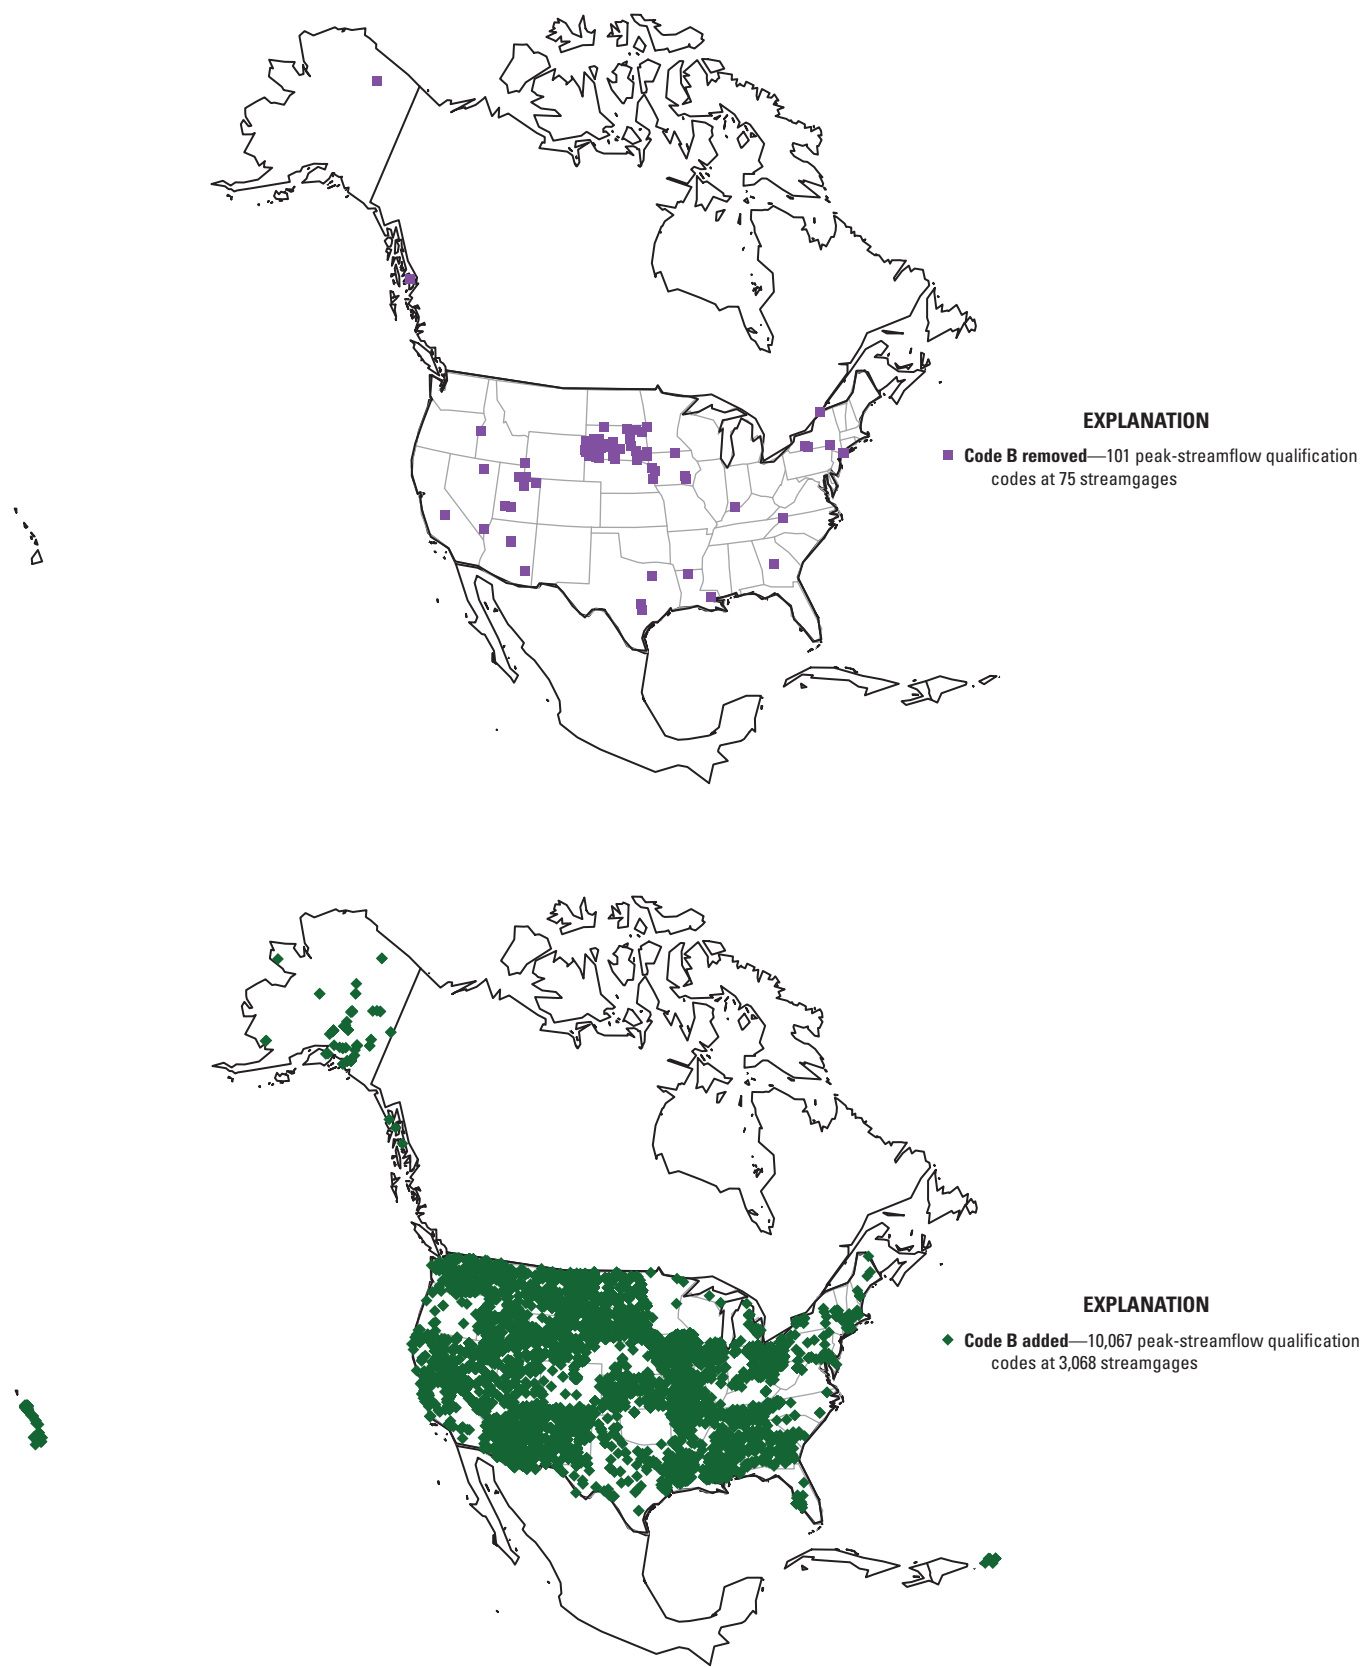 EXPLANATION
Code B removed—101 peak-streamflow qualification
codes at 75 streamgages
EXPLANATION
Code B added—10,067 peak-streamflow qualification
codes at 3,068 streamgages